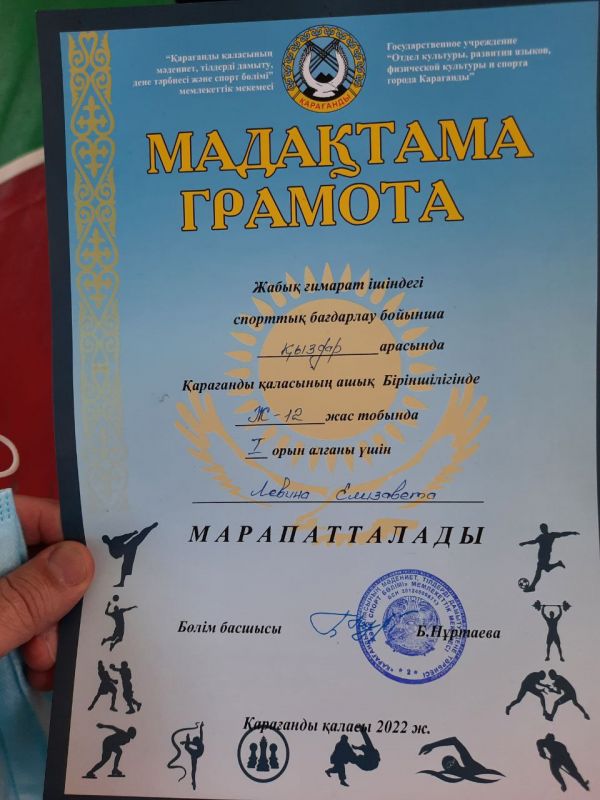 "Қарағанды қаласының
мәдениет, тілдерді дамыту,
дене тәрбиесі және спорт бөлімі"
мемлекеттік мекемесі
Государственное учреждение
"Отдел культуры, развития языков,
физической культуры и спорта
города Караганды"
ҚАРАҒАНДЫ
МАДАҚТАМА
ГРАМОТА
Жабық ғимарат ішіндегі
спорттық бағдарлау бойынша
қыздар арасында
Қарағанды қаласының ашық Біріншілігінде
Ж-12 жас тобында
I орын алғаны үшін
Левина Елизавета
МАРАПАТТАЛАДЫ
Бөлім басшысы Б.Нұртаева
Қарағанды қаласы 2022 ж.